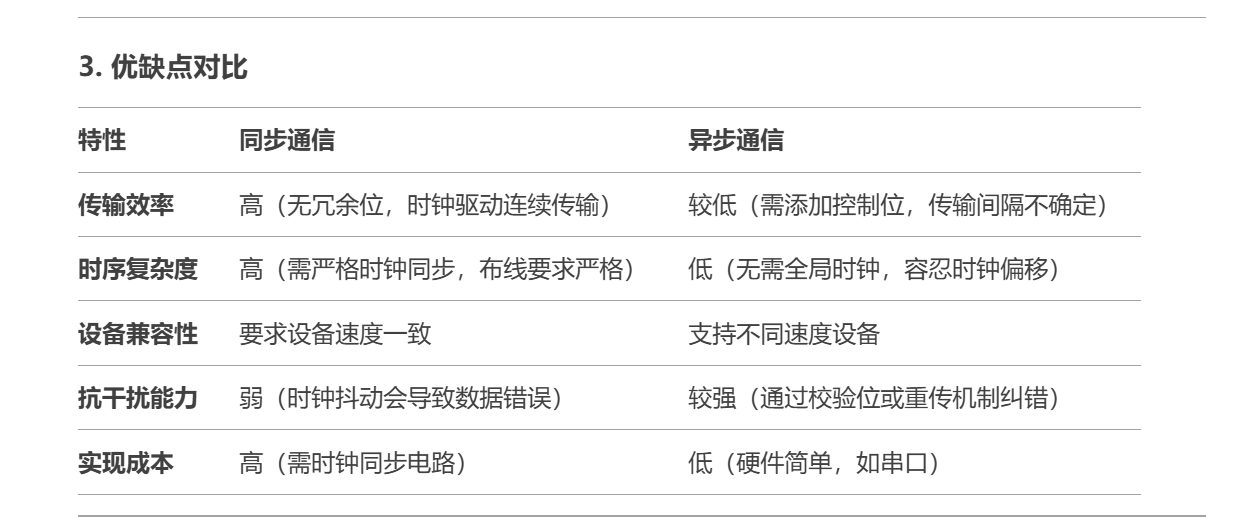 3. 优缺点对比
特性 同步通信 异步通信
传输效率 高（无冗余位，时钟驱动连续传输） 较低（需添加控制位，传输间隔不确定）
时序复杂度 高（需严格时钟同步，布线要求严格） 低（无需全局时钟，容忍时钟偏移）
设备兼容性 要求设备速度一致 支持不同速度设备
抗干扰能力 弱（时钟抖动会导致数据错误） 较强（通过校验位或重传机制纠错）
实现成本 高（需时钟同步电路） 低（硬件简单，如串口）